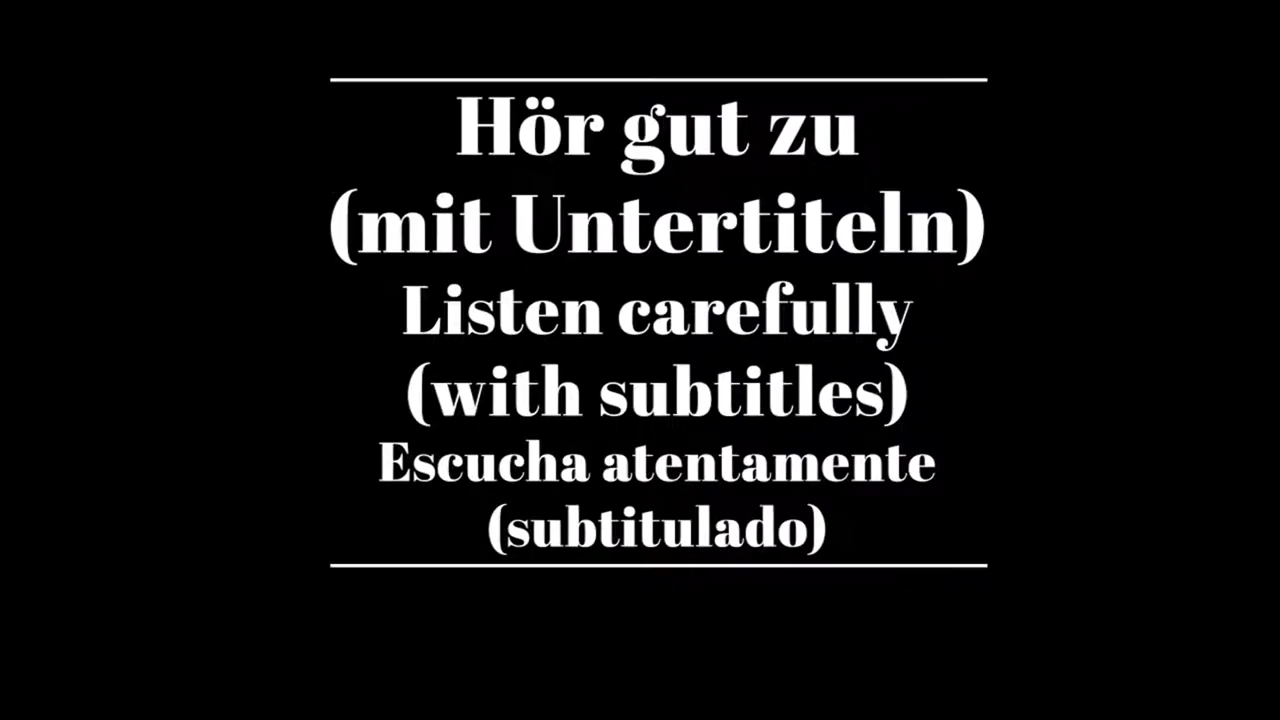 Hör gut zu
(mit Untertiteln)
Listen carefully
(with subtitles)
Escucha atentamente
(subtitulado)